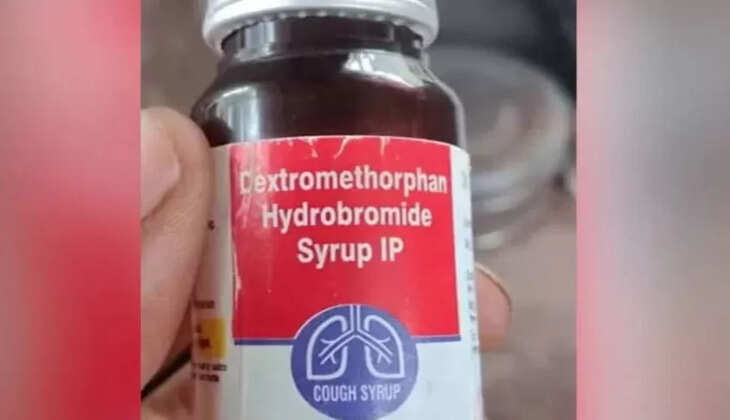 Dextromethorphan
Hydrobromide
Syrup IP
COUGH SYRUP